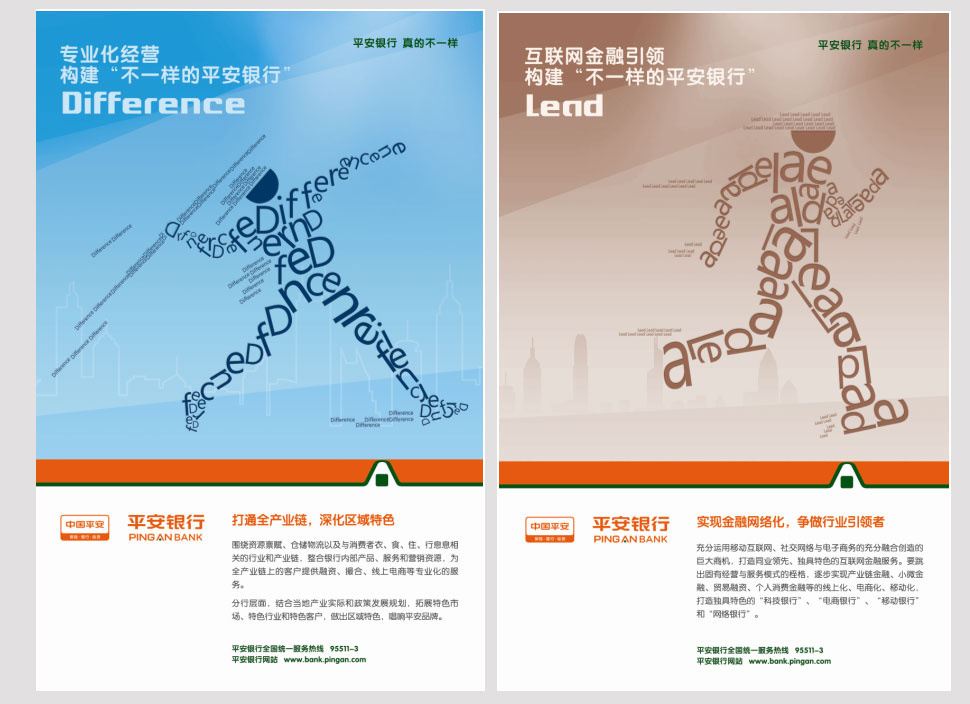 专业化经营
构建“不一样的平安银行”
Difference
平安银行 真的不一样
中国平安
保险·银行·投资
平安银行
PING AN BANK
打通全产业链，深化区域特色
围绕资源禀赋、仓储物流以及与消费者衣、食、住、行息息相
关的行业和产业链，整合银行内部产品、服务和营销资源，为
全产业链上的客户提供融资、撮合、线上电商等专业化的服
务。
分行层面，结合当地产业实际和政策发展规划，拓展特色市
场、特色行业和特色客户，做出区域特色，唱响平安品牌。
平安银行全国统一服务热线 95511-3
平安银行网站 www.bank.pingan.com
互联网金融引领
构建“不一样的平安银行”
Lead
平安银行 真的不一样
中国平安
保险·银行·投资
平安银行
PING AN BANK
实现金融网络化，争做行业引领者
充分运用移动互联网、社交网络与电子商务的充分融合创造的
巨大商机，打造同业领先、独具特色的互联网金融服务。要跳
出固有经营与服务模式的桎梏，逐步实现产业链金融、小微金
融、贸易融资、个人消费金融等的线上化、电商化、移动化，
打造独具特色的“科技银行”、“电商银行”、“移动银行”
和“网络银行”。
平安银行全国统一服务热线 95511-3
平安银行网站 www.bank.pingan.com